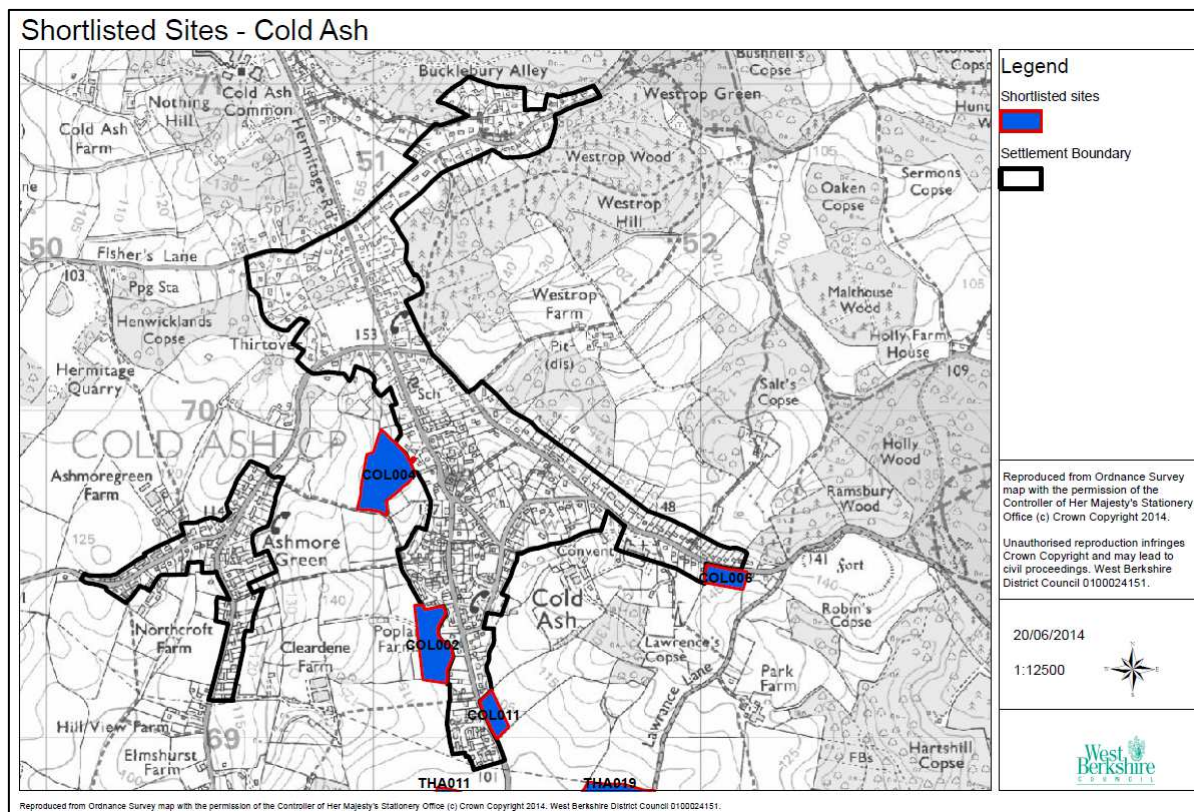 Shortlisted Sites - Cold Ash
Bucklebury Alley
Bushnell's
Copse
71
Cold Ash
Common
Nothing
Hill
Westrop Green
Cold Ash
Farm
Hermitage Rd
51
155
130
Westrop Wood
105
Oaken
Copse
Sermons
Copse
Westrop
Hill
52
50
Fisher's Lane
103
Ppg Sta
Henwicklands
Copse
Thirtover
153
Westrop
Farm
Pit
(dis)
Malthouse
Wood
Holly Farm
House
109
Hermitage
Quarry
Sch
Salt's
Copse
70
COLD ASH CP
COL004
Holly
Wood
Ashmoregreen
Farm
Ramsbury
Wood
125
Ashmore
Green
148
Convent
141
Fort
COL006
Cold
Ash
Robin's
Copse
Northcroft
Farm
Cleardene
Farm
COL002
Lawrence's
Copse
Park
Farm
Lawrance Lane
COL011
Hill View Farm
69
Elmshurst
Farm
101
FBs
Hartshill
Copse
THA011
THA019
Legend
Shortlisted sites
Settlement Boundary
Reproduced from Ordnance Survey
map with the permission of the
Controller of Her Majesty's Stationery
Office (c) Crown Copyright 2014.
Unauthorised reproduction infringes
Crown Copyright and may lead to
civil proceedings. West Berkshire
District Council 0100024151.
20/06/2014
1:12500
West
Berkshire
COUNCIL
Reproduced from Ordnance Survey map with the permission of the Controller of Her Majesty's Stationery Office (c) Crown Copyright 2014. West Berkshire District Council 0100024151.